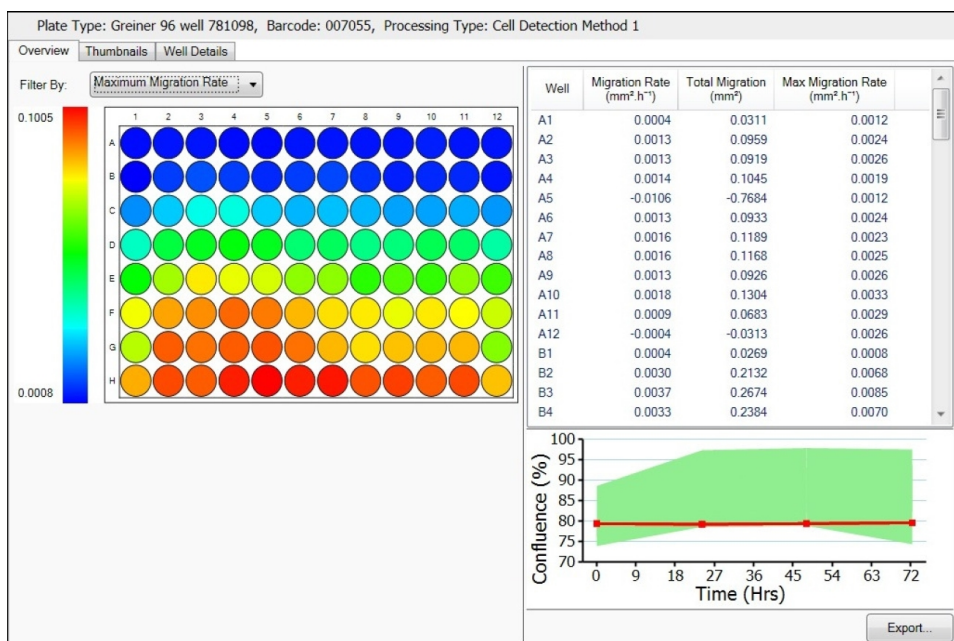 Plate Type: Greiner 96 well 781098, Barcode: 007055, Processing Type: Cell Detection Method 1
Overview Thumbnails Well Details
Filter By: Maximum Migration Rate
0.1005
0.0008
1 2 3 4 5 6 7 8 9 10 11 12
A
B
C
D
E
F
G
H
Well Migration Rate (mm².h⁻¹) Total Migration (mm²) Max Migration Rate (mm².h⁻¹)
A1 0.0004 0.0311 0.0012
A2 0.0013 0.0959 0.0024
A3 0.0013 0.0919 0.0026
A4 0.0014 0.1045 0.0019
A5 -0.0106 -0.7684 0.0012
A6 0.0013 0.0933 0.0024
A7 0.0016 0.1189 0.0023
A8 0.0016 0.1168 0.0025
A9 0.0013 0.0926 0.0026
A10 0.0018 0.1304 0.0033
A11 0.0009 0.0683 0.0029
A12 -0.0004 -0.0313 0.0026
B1 0.0004 0.0269 0.0008
B2 0.0030 0.2132 0.0068
B3 0.0037 0.2674 0.0085
B4 0.0033 0.2384 0.0070
Confluence (%)
100
95
90
85
80
75
70
0 9 18 27 36 45 54 63 72
Time (Hrs)
Export...